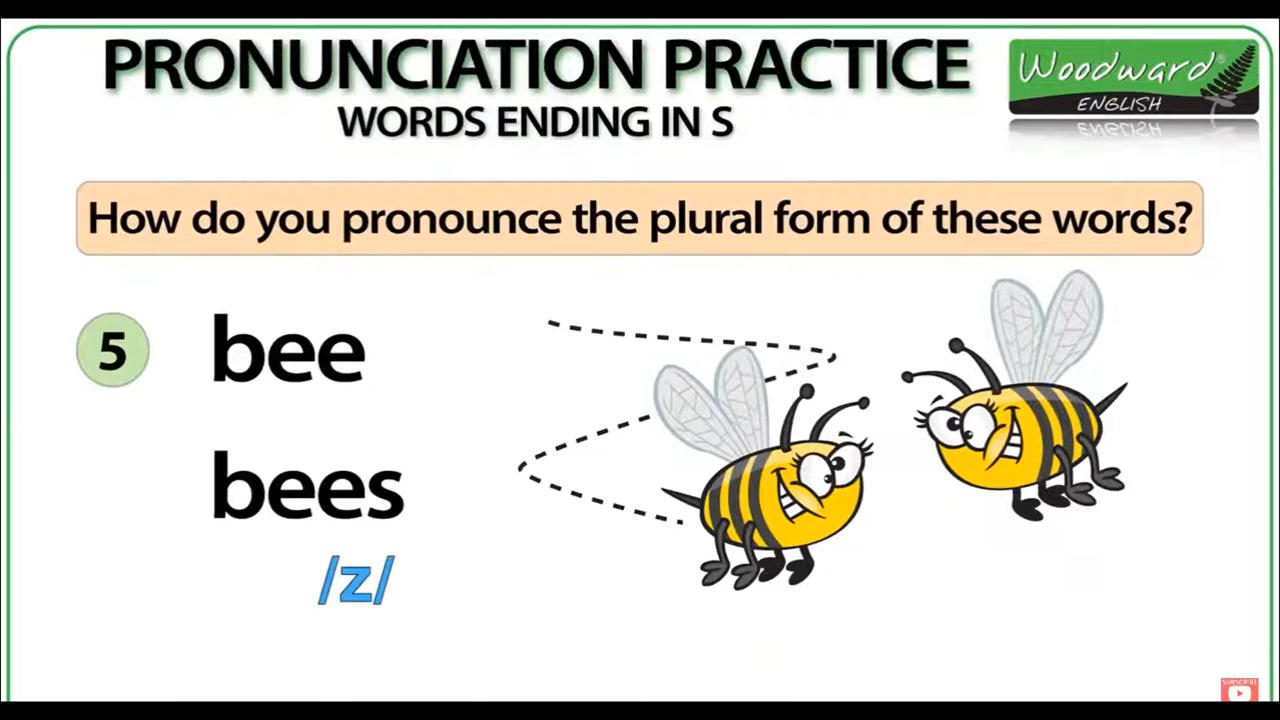 PRONUNCIATION PRACTICE
WORDS ENDING IN S
Woodward®
ENGLISH
How do you pronounce the plural form of these words?
5 bee
bees
/z/
SUBSCRIBE